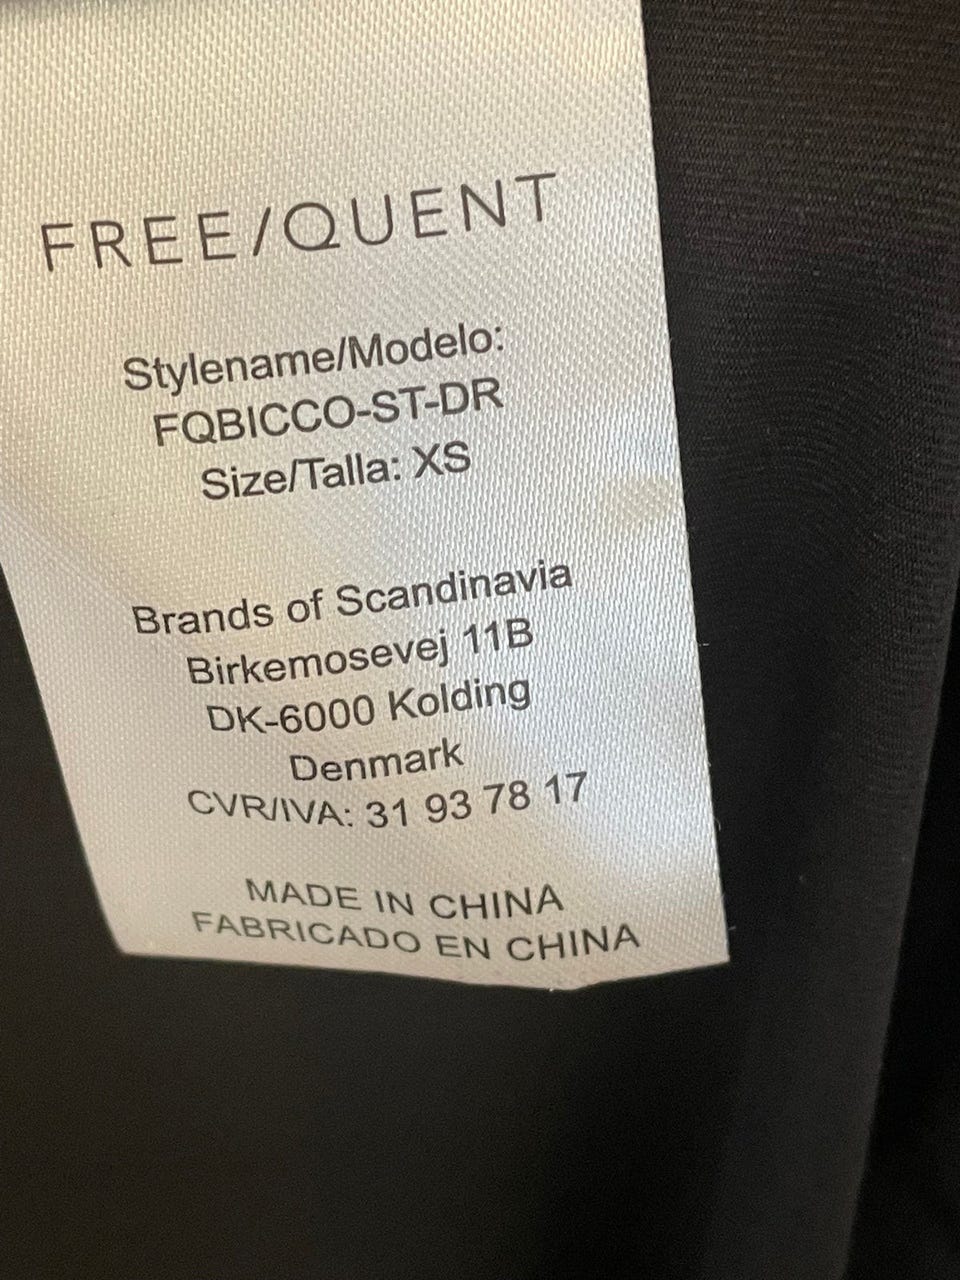 FREE/QUENT
Stylename/Modelo:
FQBICCO-ST-DR
Size/Talla: XS
Brands of Scandinavia
Birkemosevej 11B
DK-6000 Kolding
Denmark
CVR/IVA: 31 93 78 17
MADE IN CHINA
FABRICADO EN CHINA